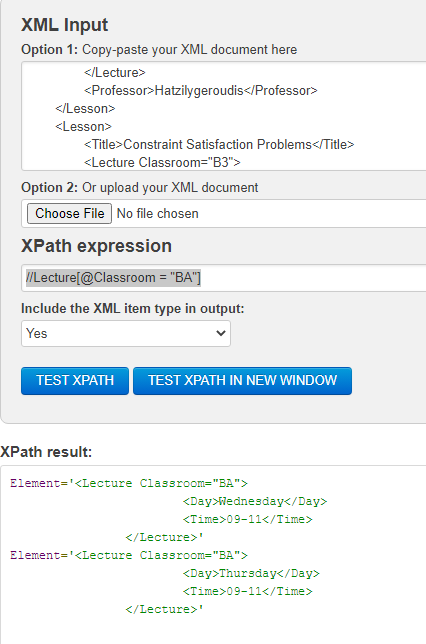 XML Input
Option 1: Copy-paste your XML document here
</Lecture>
<Professor>Hatzilygeroudis</Professor>
</Lesson>
<Lesson>
<Title>Constraint Satisfaction Problems</Title>
<Lecture Classroom="B3">
Option 2: Or upload your XML document
Choose File No file chosen
XPath expression
//Lecture[@Classroom = "BA"]
Include the XML item type in output:
Yes
TEST XPATH TEST XPATH IN NEW WINDOW
XPath result:
Element='<Lecture Classroom="BA">
<Day>Wednesday</Day>
<Time>09-11</Time>
</Lecture>'
Element='<Lecture Classroom="BA">
<Day>Thursday</Day>
<Time>09-11</Time>
</Lecture>'